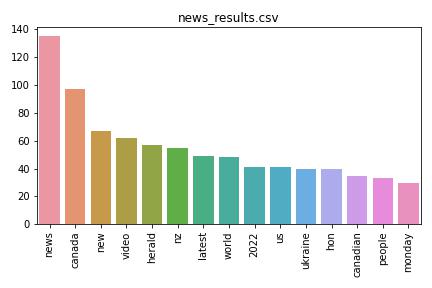 news_results.csv
140
120
100
80
60
40
20
0
news
canada
new
video
herald
nz
latest
world
2022
us
ukraine
hon
canadian
people
monday